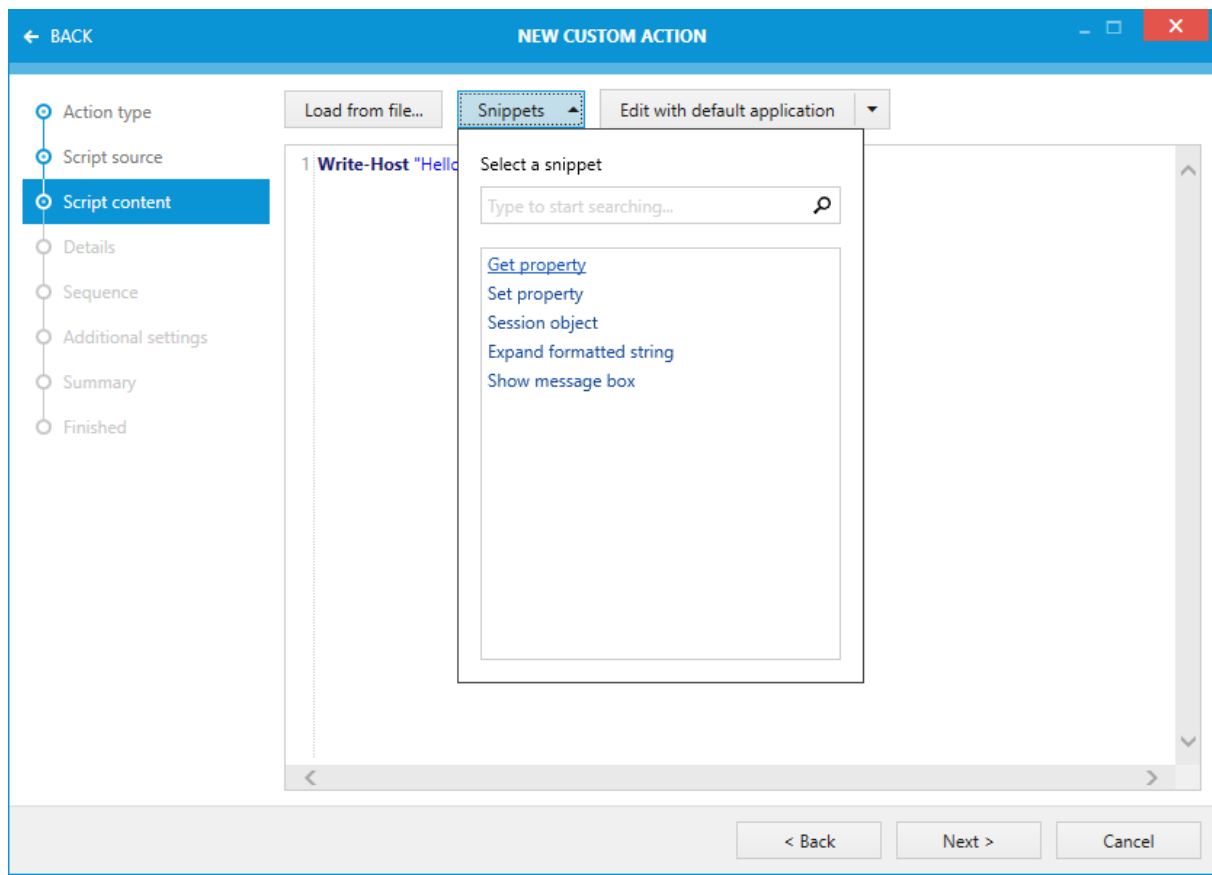 BACK
NEW CUSTOM ACTION
Action type
Script source
Script content
Details
Sequence
Additional settings
Summary
Finished
Load from file...
Snippets
Edit with default application
1 Write-Host "Hello
Select a snippet
Type to start searching...
Get property
Set property
Session object
Expand formatted string
Show message box
< Back
Next >
Cancel